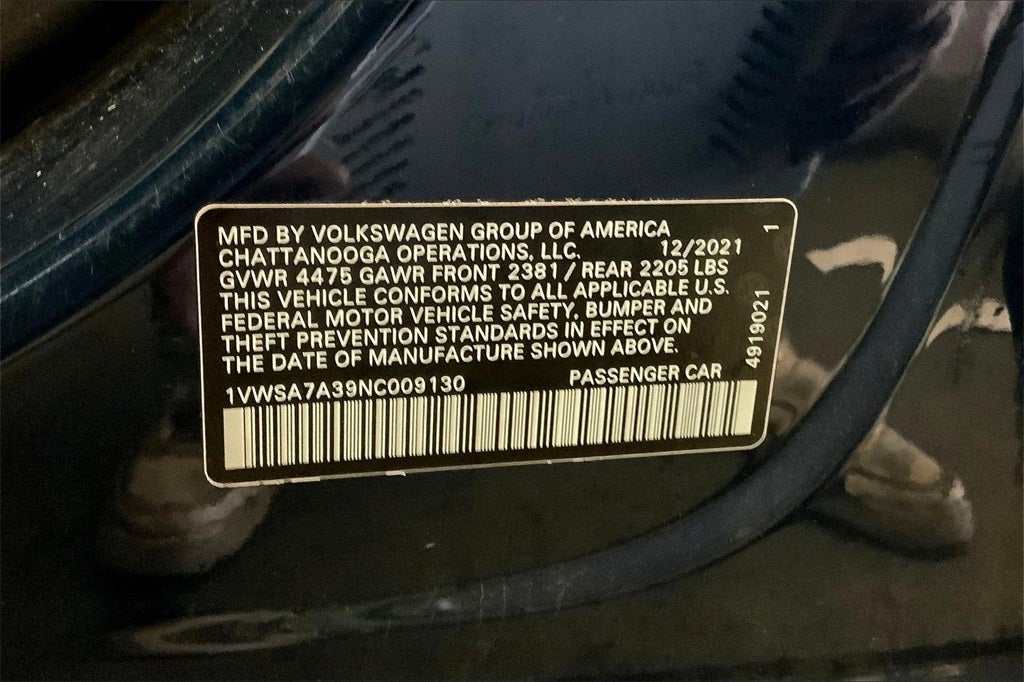 MFD BY VOLKSWAGEN GROUP OF AMERICA
CHATTANOOGA OPERATIONS, LLC. 12/2021
GVWR 4475 GAWR FRONT 2381 / REAR 2205 LBS
THIS VEHICLE CONFORMS TO ALL APPLICABLE U.S.
FEDERAL MOTOR VEHICLE SAFETY, BUMPER AND
THEFT PREVENTION STANDARDS IN EFFECT ON
THE DATE OF MANUFACTURE SHOWN ABOVE.
1VWSA7A39NC009130 PASSENGER CAR
4919021 1